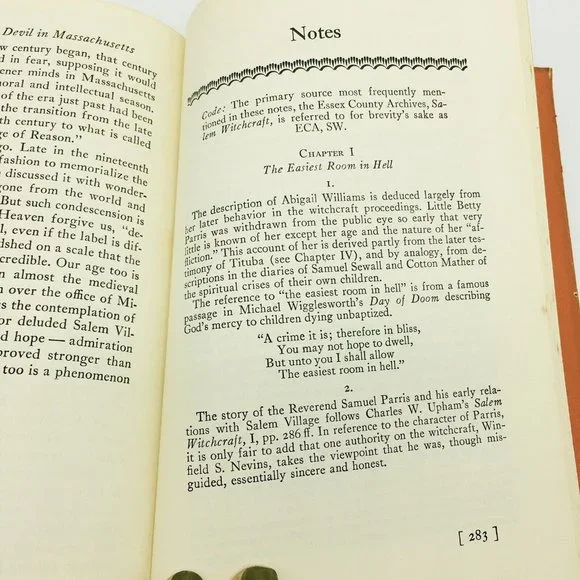 Devil in Massachusetts
w century began, that century
d in fear, supposing it would
ener minds in Massachusetts
oral and intellectual season.
of the era just past had been
the transition from the late
th century to what is called
ge of Reason."
go. Late in the nineteenth
fashion to memorialize the
discussed it with wonder-
gone from the world and
But such condescension is
Heaven forgive us, "de-
l, even if the label is dif-
dshed on a scale that the
credible. Our age too is
n almost the medieval
n over the office of Mi-
s the contemplation of
or deluded Salem Vil-
d hope — admiration
proved stronger than
too is a phenomenon
Notes
Code: The primary source most frequently men-
tioned in these notes, the Essex County Archives, Sa-
lem Witchcraft, is referred to for brevity's sake as
ECA, SW.
Chapter I
The Easiest Room in Hell
1.
The description of Abigail Williams is deduced largely from
her later behavior in the witchcraft proceedings. Little Betty
Parris was withdrawn from the public eye so early that very
little is known of her except her age and the nature of her "af-
fliction." This account of her is derived partly from the later tes-
timony of Tituba (see Chapter IV), and by analogy, from de-
scriptions in the diaries of Samuel Sewall and Cotton Mather of
the spiritual crises of their own children.
The reference to "the easiest room in hell" is from a famous
passage in Michael Wigglesworth's Day of Doom describing
God's mercy to children dying unbaptized.
"A crime it is; therefore in bliss,
You may not hope to dwell,
But unto you I shall allow
The easiest room in hell."
2.
The story of the Reverend Samuel Parris and his early rela-
tions with Salem Village follows Charles W. Upham's Salem
Witchcraft, I, pp. 286 ff. In reference to the character of Parris,
it is only fair to add that one authority on the witchcraft, Win-
field S. Nevins, takes the viewpoint that he was, though mis-
guided, essentially sincere and honest.
[ 283 ]